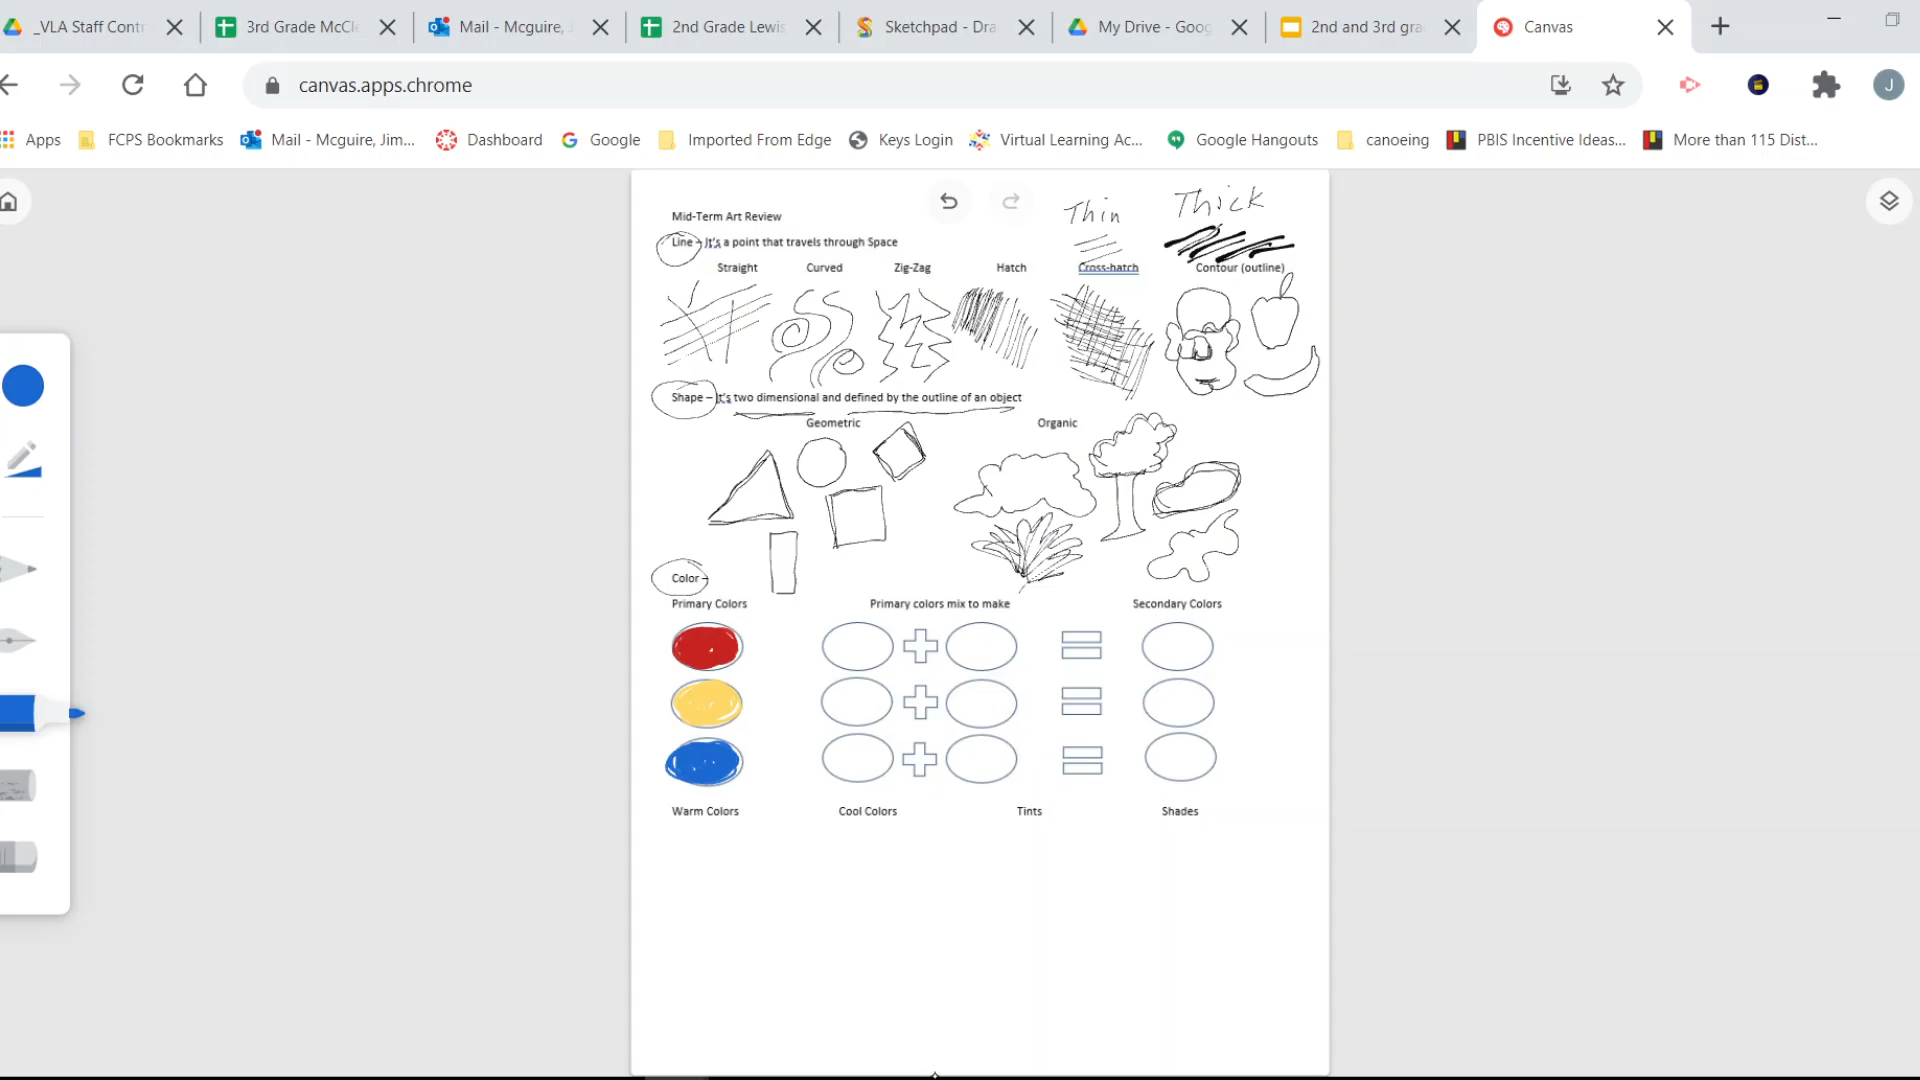 _VLA Staff Contr
3rd Grade McCle
Mail - Mcguire, J
2nd Grade Lewis
Sketchpad - Dra
My Drive - Goog
2nd and 3rd gra
Canvas
canvas.apps.chrome
J
Apps
FCPS Bookmarks
Mail - Mcguire, Jim...
Dashboard
Google
Imported From Edge
Keys Login
Virtual Learning Ac...
Google Hangouts
canoeing
PBIS Incentive Ideas...
More than 115 Dist...
Thin
Thick
Mid-Term Art Review
Line – It's a point that travels through Space
Straight
Curved
Zig-Zag
Hatch
Cross-hatch
Contour (outline)
Shape – It's two dimensional and defined by the outline of an object
Geometric
Organic
Color –
Primary Colors
Primary colors mix to make
Secondary Colors
Warm Colors
Cool Colors
Tints
Shades